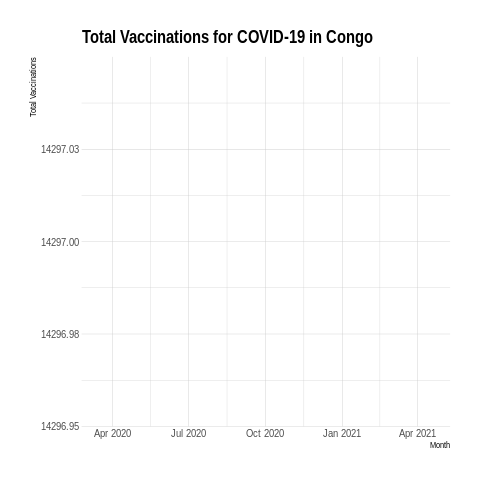 Total Vaccinations for COVID-19 in Congo
Total Vaccinations
14297.03
14297.00
14296.98
14296.95
Apr 2020
Jul 2020
Oct 2020
Jan 2021
Apr 2021
Month